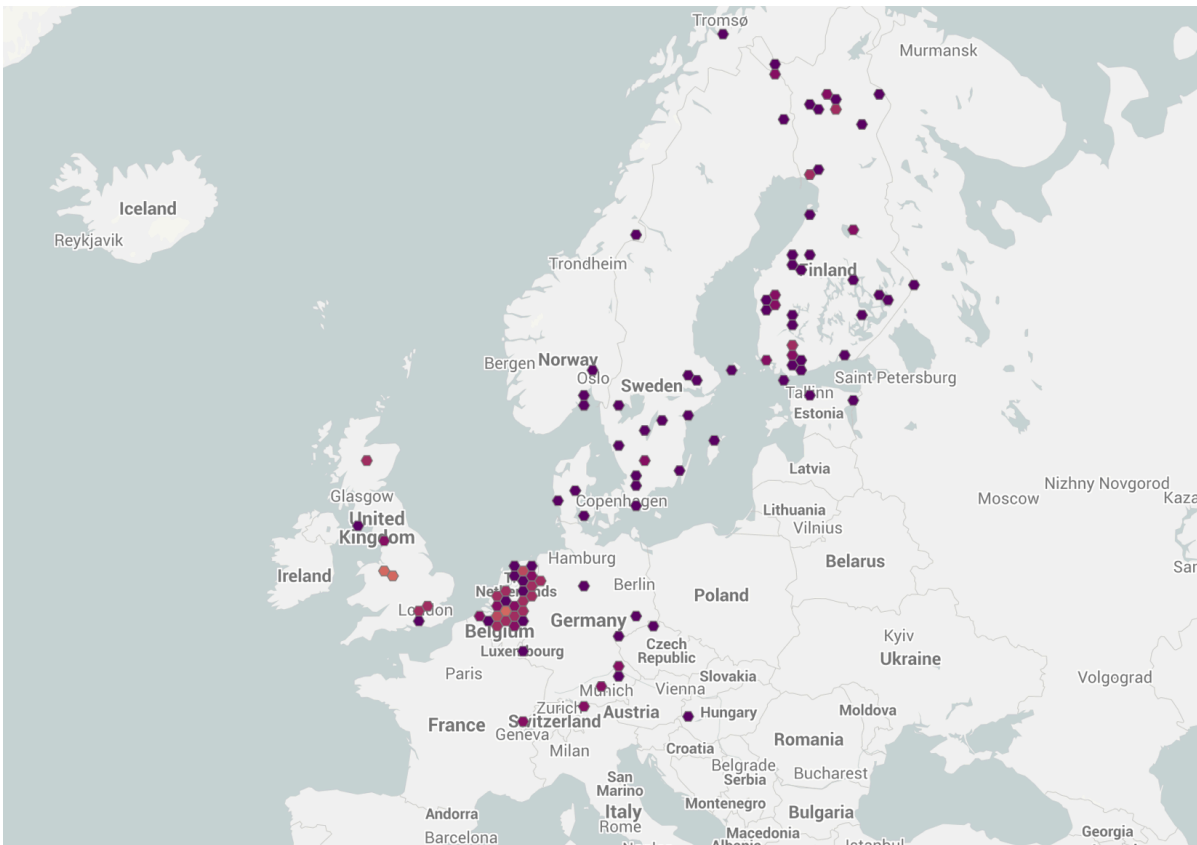 Tromsø
Murmansk
Iceland
Reykjavik
Trondheim
Finland
Bergen
Norway
Oslo
Sweden
Saint Petersburg
Tallinn
Estonia
Latvia
Nizhny Novgorod
Moscow
Kaza
Glasgow
Copenhagen
Lithuania
Vilnius
United
Kingdom
Hamburg
Belarus
Ireland
Berlin
Netherlands
Poland
Sar
London
Belgium
Germany
Kyiv
Ukraine
Luxembourg
Czech
Republic
Paris
Slovakia
Volgograd
Munich
Vienna
Zurich
Austria
Hungary
Moldova
France
Switzerland
Geneva
Milan
Croatia
Romania
Belgrade
Serbia
Bucharest
San
Marino
Montenegro
Andorra
Italy
Bulgaria
Rome
Barcelona
Macedonia
Georgia